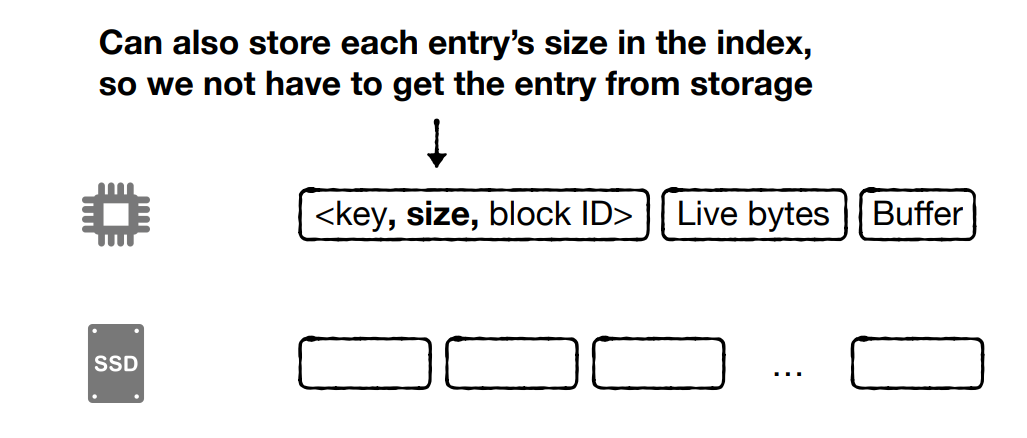 Can also store each entry’s size in the index,
so we not have to get the entry from storage
<key, size, block ID> Live bytes Buffer
SSD ...